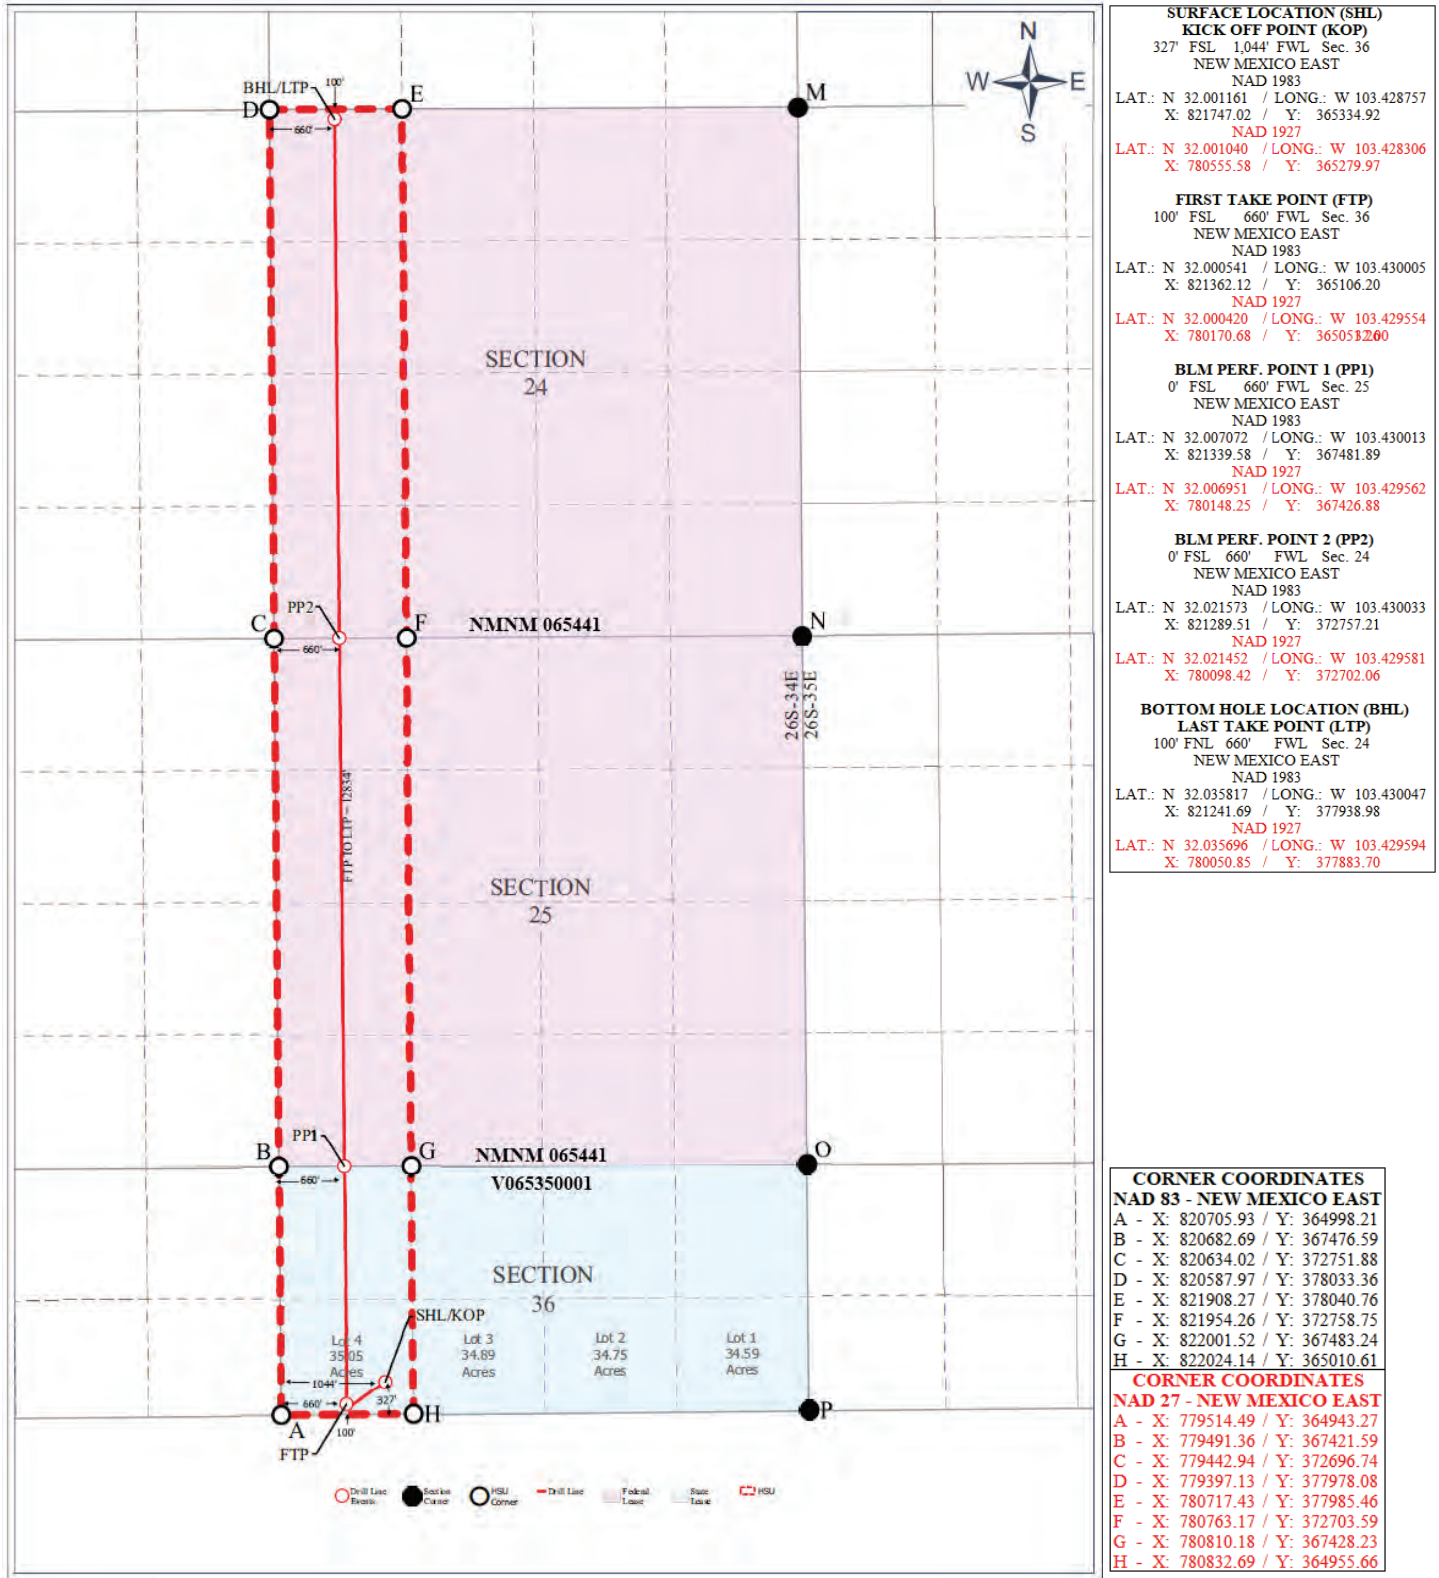 N
W
E
S
BHL/LTP
100'
D
E
M
660'
SECTION
24
PP2
C
F
NMNM 065441
N
660'
26S-34E
26S-35E
FTP TO LTP = 12834'
SECTION
25
PP1
B
G
NMNM 065441
O
660'
V065350001
SECTION
36
SHL/KOP
Lot 4
35.05
Acres
Lot 3
34.89
Acres
Lot 2
34.75
Acres
Lot 1
34.59
Acres
1044'
660'
327'
A
H
P
100'
FTP
Drill Line
Events
Section
Corner
HSU
Corner
Drill Line
Federal
Lease
State
Lease
HSU
SURFACE LOCATION (SHL)
KICK OFF POINT (KOP)
327' FSL 1,044' FWL Sec. 36
NEW MEXICO EAST
NAD 1983
LAT.: N 32.001161 / LONG.: W 103.428757
X: 821747.02 / Y: 365334.92
NAD 1927
LAT.: N 32.001040 / LONG.: W 103.428306
X: 780555.58 / Y: 365279.97
FIRST TAKE POINT (FTP)
100' FSL 660' FWL Sec. 36
NEW MEXICO EAST
NAD 1983
LAT.: N 32.000541 / LONG.: W 103.430005
X: 821362.12 / Y: 365106.20
NAD 1927
LAT.: N 32.000420 / LONG.: W 103.429554
X: 780170.68 / Y:
BLM PERF. POINT 1 (PP1)
0' FSL 660' FWL Sec. 25
NEW MEXICO EAST
NAD 1983
LAT.: N 32.007072 / LONG.: W 103.430013
X: 821339.58 / Y: 367481.89
NAD 1927
LAT.: N 32.006951 / LONG.: W 103.429562
X: 780148.25 / Y: 367426.88
BLM PERF. POINT 2 (PP2)
0' FSL 660' FWL Sec. 24
NEW MEXICO EAST
NAD 1983
LAT.: N 32.021573 / LONG.: W 103.430033
X: 821289.51 / Y: 372757.21
NAD 1927
LAT.: N 32.021452 / LONG.: W 103.429581
X: 780098.42 / Y: 372702.06
BOTTOM HOLE LOCATION (BHL)
LAST TAKE POINT (LTP)
100' FNL 660' FWL Sec. 24
NEW MEXICO EAST
NAD 1983
LAT.: N 32.035817 / LONG.: W 103.430047
X: 821241.69 / Y: 377938.98
NAD 1927
LAT.: N 32.035696 / LONG.: W 103.429594
X: 780050.85 / Y: 377883.70
CORNER COORDINATES
NAD 83 - NEW MEXICO EAST
A - X: 820705.93 / Y: 364998.21
B - X: 820682.69 / Y: 367476.59
C - X: 820634.02 / Y: 372751.88
D - X: 820587.97 / Y: 378033.36
E - X: 821908.27 / Y: 378040.76
F - X: 821954.26 / Y: 372758.75
G - X: 822001.52 / Y: 367483.24
H - X: 822024.14 / Y: 365010.61
CORNER COORDINATES
NAD 27 - NEW MEXICO EAST
A - X: 779514.49 / Y: 364943.27
B - X: 779491.36 / Y: 367421.59
C - X: 779442.94 / Y: 372696.74
D - X: 779397.13 / Y: 377978.08
E - X: 780717.43 / Y: 377985.46
F - X: 780763.17 / Y: 372703.59
G - X: 780810.18 / Y: 367428.23
H - X: 780832.69 / Y: 364955.66